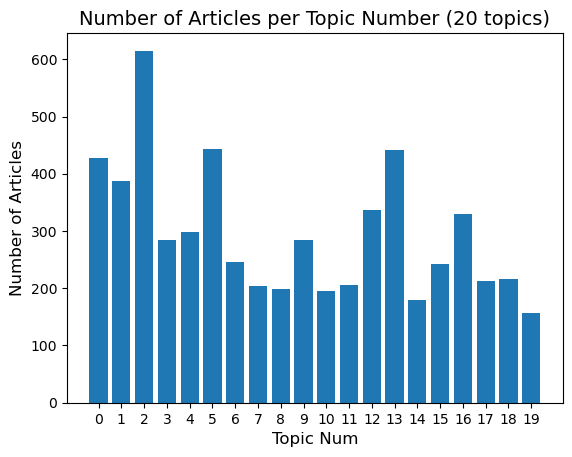 Number of Articles per Topic Number (20 topics)
Number of Articles
600
500
400
300
200
100
0
0 1 2 3 4 5 6 7 8 9 10 11 12 13 14 15 16 17 18 19
Topic Num